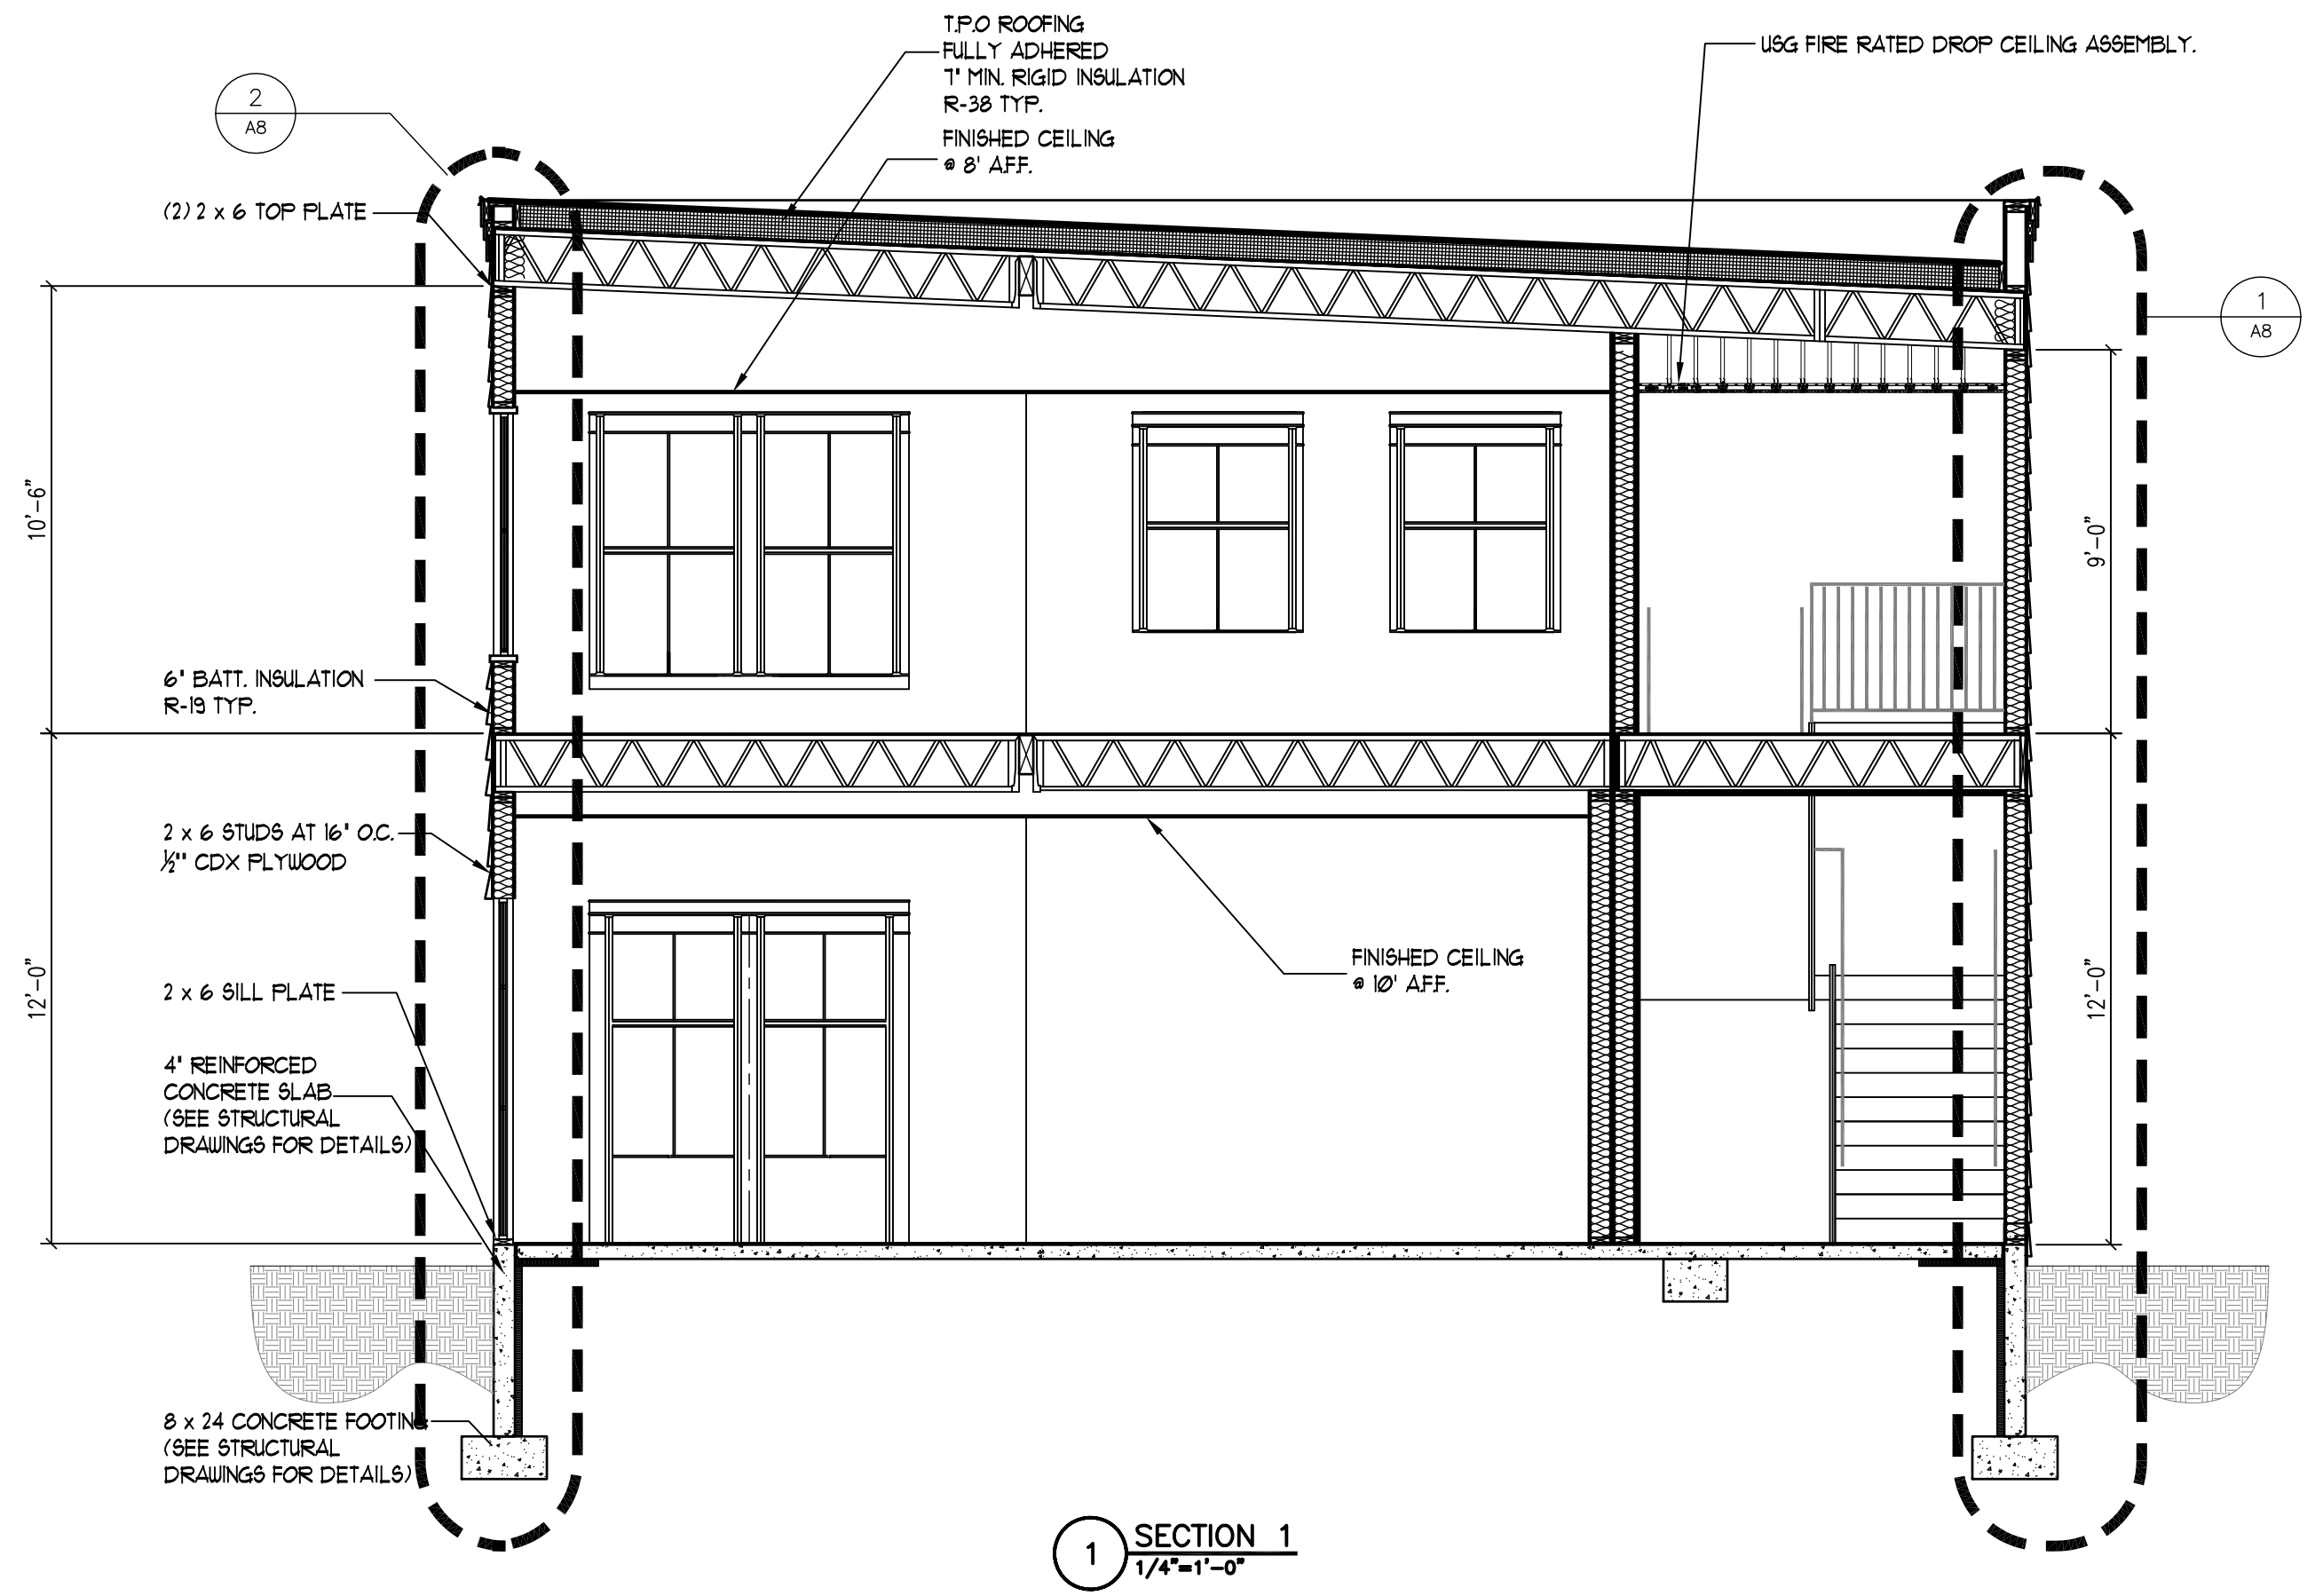 T.P.O ROOFING
FULLY ADHERED
7" MIN. RIGID INSULATION
R-38 TYP.
FINISHED CEILING
@ 8' A.F.F.
USG FIRE RATED DROP CEILING ASSEMBLY.
2
A8
(2) 2 x 6 TOP PLATE
1
A8
10'-6"
9'-0"
6" BATT. INSULATION
R-19 TYP.
2 x 6 STUDS AT 16" O.C.
½" CDX PLYWOOD
FINISHED CEILING
@ 10' A.F.F.
12'-0"
12'-0"
2 x 6 SILL PLATE
4" REINFORCED
CONCRETE SLAB
(SEE STRUCTURAL
DRAWINGS FOR DETAILS)
8 x 24 CONCRETE FOOTING
(SEE STRUCTURAL
DRAWINGS FOR DETAILS)
1
SECTION 1
1/4"=1'-0"